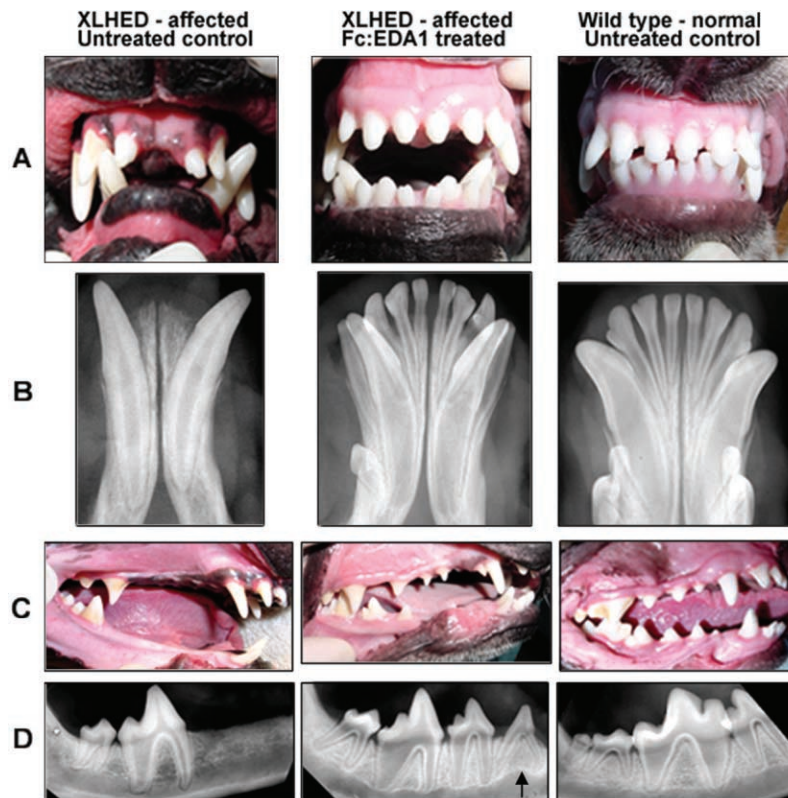 XLHED - affected
Untreated control
XLHED - affected
Fc:EDA1 treated
Wild type - normal
Untreated control
A
B
C
D